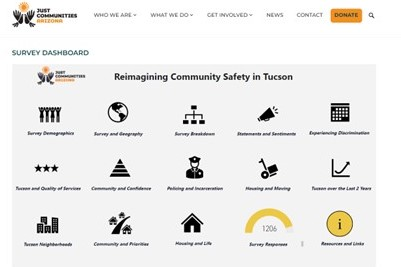 JUST
COMMUNITIES
ARIZONA
WHO WE ARE
WHAT WE DO
GET INVOLVED
NEWS
CONTACT
DONATE
SURVEY DASHBOARD
JUST
COMMUNITIES
ARIZONA
Reimagining Community Safety in Tucson
Survey Demographics
Survey and Geography
Survey Breakdown
Statements and Sentiments
Experiencing Discrimination
Tucson and Quality of Services
Community and Confidence
Policing and Incarceration
Housing and Moving
Tucson over the Last 2 Years
1206
Tucson Neighborhoods
Community and Priorities
Housing and Life
Survey Responses
Resources and Links